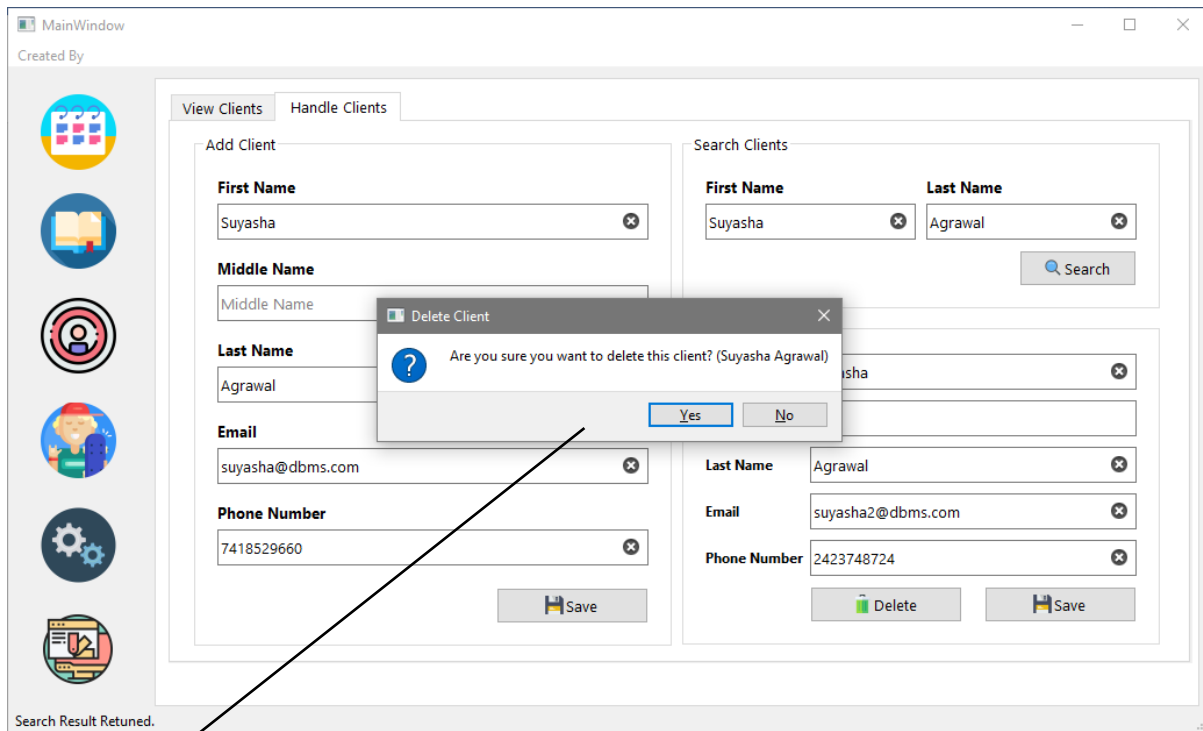 MainWindow
Created By
View Clients
Handle Clients
Add Client
First Name
Suyasha
Middle Name
Middle Name
Last Name
Agrawal
Email
suyasha@dbms.com
Phone Number
7418529660
Save
Search Clients
First Name
Last Name
Suyasha
Agrawal
Search
Delete Client
Are you sure you want to delete this client? (Suyasha Agrawal)
Yes
No
asha
Last Name
Agrawal
Email
suyasha2@dbms.com
Phone Number
2423748724
Delete
Save
Search Result Retuned.